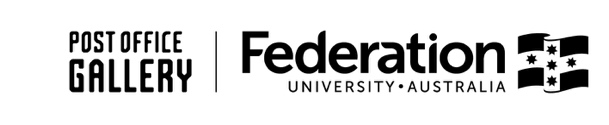 POST OFFICE
GALLERY
Federation
UNIVERSITY•AUSTRALIA